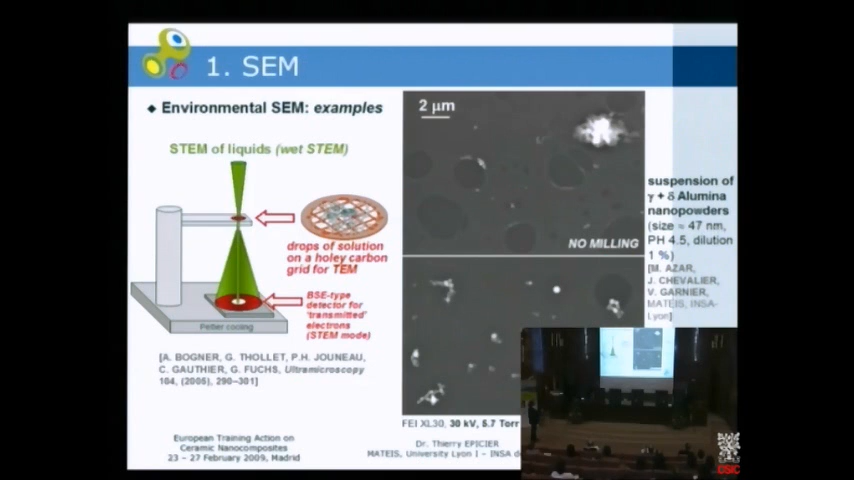 1. SEM
◆ Environmental SEM: examples
STEM of liquids (wet STEM)
drops of solution
on a holey carbon
grid for TEM
BSE-type
detector for
'transmitted'
electrons
(STEM mode)
Peltier cooling
[A. BOGNER, G. THOLLET, P.H. JOUNEAU,
C. GAUTHIER, G. FUCHS, Ultramicroscopy
104, (2005), 290-301]
2 µm
NO MILLING
suspension of
γ + δ Alumina
nanopowders
(size ≈ 47 nm,
PH 4.5, dilution
1 %)
[M. AZAR,
J. CHEVALIER,
V. GARNIER,
MATEIS, INSA-
Lyon]
FEI XL30, 30 kV, 5.7 Torr
European Training Action on
Ceramic Nanocomposites
23 – 27 February 2009, Madrid
Dr. Thierry EPICIER
MATEIS, University Lyon I – INSA de
CSIC